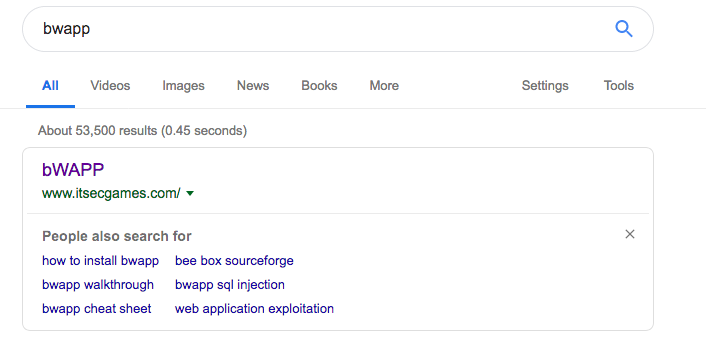 bwapp
All Videos Images News Books More Settings Tools
About 53,500 results (0.45 seconds)
bWAPP
www.itsecgames.com/
People also search for
how to install bwapp bee box sourceforge
bwapp walkthrough bwapp sql injection
bwapp cheat sheet web application exploitation